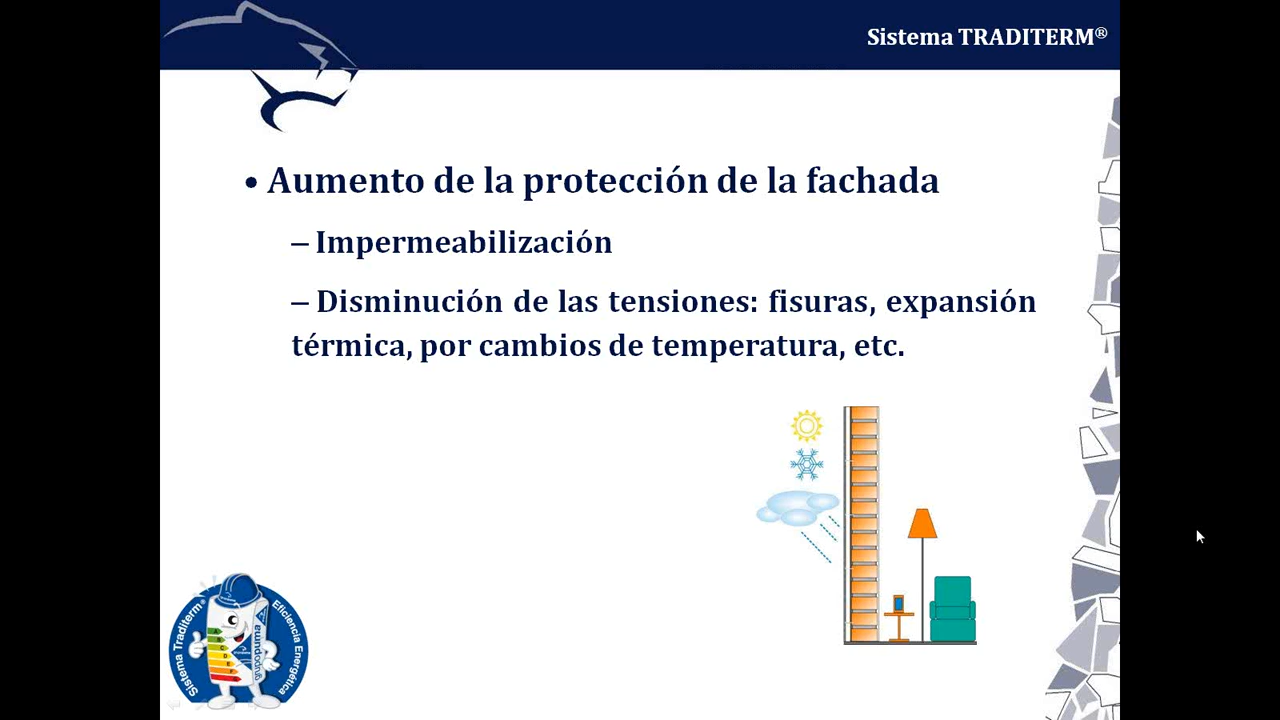 Sistema TRADITERM®
• Aumento de la protección de la fachada
– Impermeabilización
– Disminución de las tensiones: fisuras, expansión
térmica, por cambios de temperatura, etc.
Sistema Traditerm®
Eficiencia Energética
grupopuma